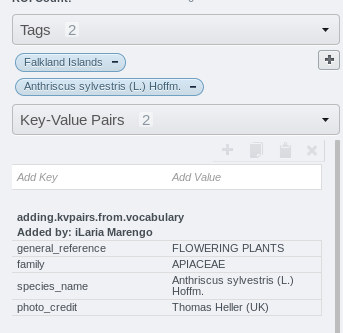 Tags 2
Falkland Islands −
Anthriscus sylvestris (L.) Hoffm. −
Key-Value Pairs 2
Add Key Add Value
adding.kvpairs.from.vocabulary
Added by: iLaria Marengo
general_reference FLOWERING PLANTS
family APIACEAE
species_name Anthriscus sylvestris (L.)
Hoffm.
photo_credit Thomas Heller (UK)